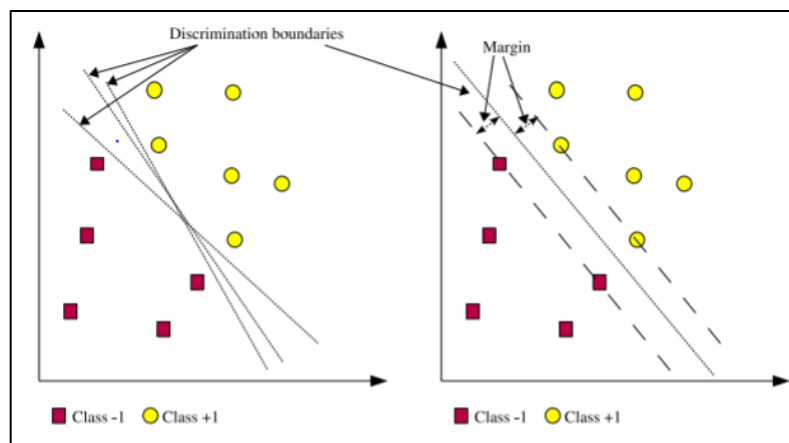 Discrimination boundaries
Margin
Class -1 Class +1
Class -1 Class +1